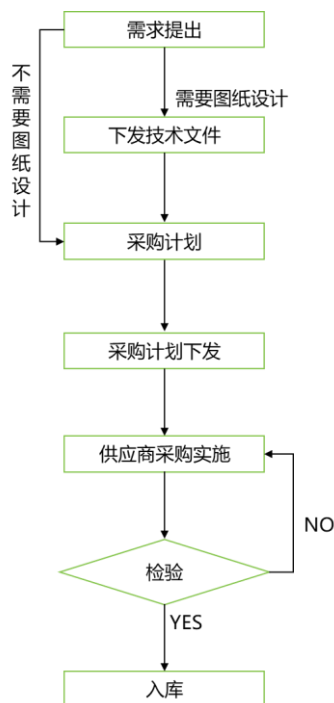 需求提出
不需要图纸设计
需要图纸设计
下发技术文件
采购计划
采购计划下发
供应商采购实施
NO
检验
YES
入库